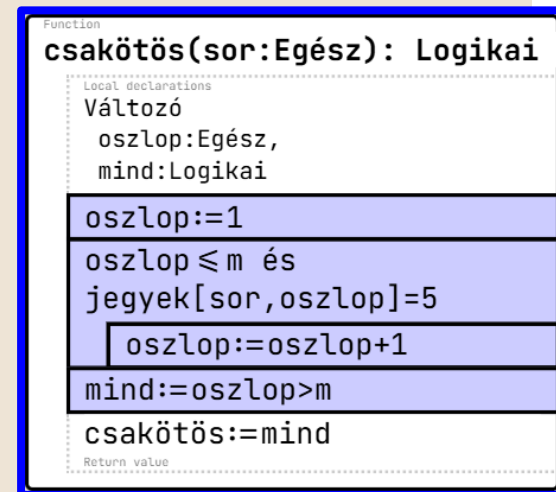 Function
csakötös(sor:Egész): Logikai
Local declarations
Változó
oszlop:Egész,
mind:Logikai
oszlop:=1
oszlop⩽m és
jegyek[sor,oszlop]=5
oszlop:=oszlop+1
mind:=oszlop>m
csakötös:=mind
Return value